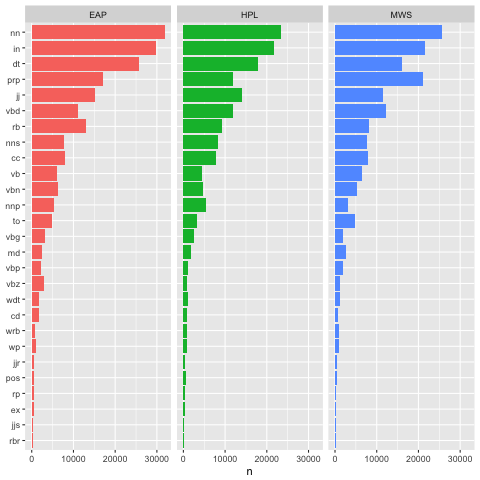 EAP HPL MWS
nn
in
dt
prp
jj
vbd
rb
nns
cc
vb
vbn
nnp
to
vbg
md
vbp
vbz
wdt
cd
wrb
wp
jjr
pos
rp
ex
jjs
rbr
0 10000 20000 30000 0 10000 20000 30000 0 10000 20000 30000
n